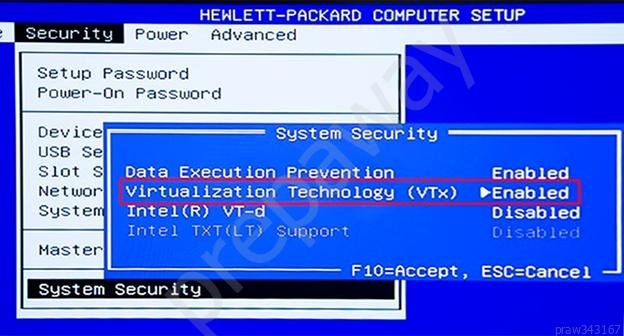 HEWLETT-PACKARD COMPUTER SETUP
e Security Power Advanced
Setup Password
Power-On Password
Device
USB Se
Slot S
Networ
System
Master
System Security
System Security
Data Execution Prevention Enabled
Virtualization Technology (VTx) ▶Enabled
Intel(R) VT-d Disabled
Intel TXT(LT) Support Disabled
F10=Accept, ESC=Cancel
prepaway
praw343167